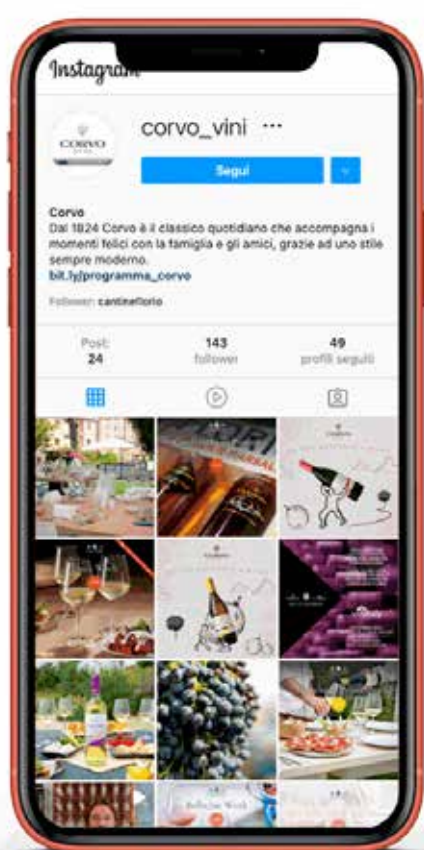 Instagram
CORVO
corvo_vini ...
Segui
Corvo
Dal 1824 Corvo è il classico quotidiano che accompagna i
momenti felici con la famiglia e gli amici, grazie ad uno stile
sempre moderno.
bit.ly/programma_corvo
Follower: cantineflorio
Post:
24
143
follower
49
profili seguiti